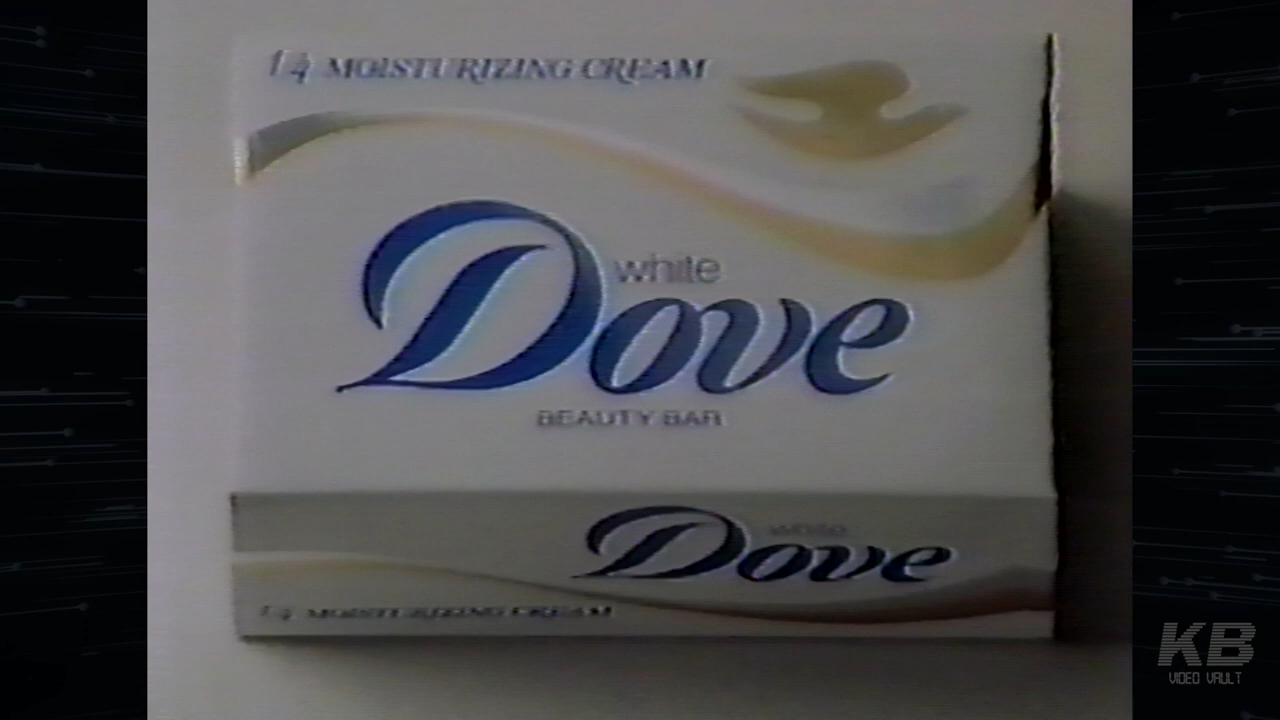 1/4 MOISTURIZING CREAM
white
Dove
BEAUTY BAR
white
Dove
1/4 MOISTURIZING CREAM
KB
VIDEO VAULT